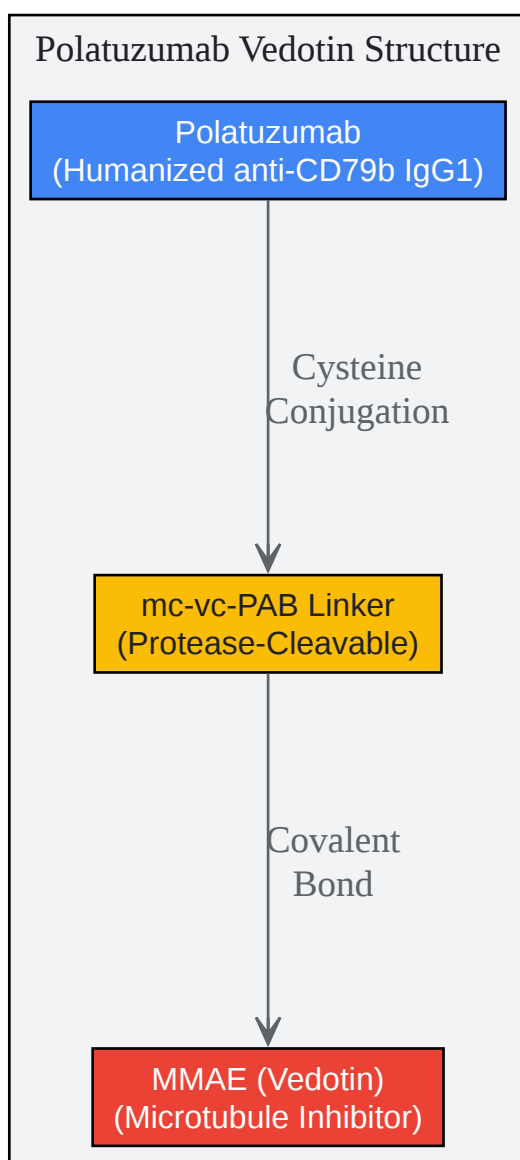 Polatuzumab Vedotin Structure
Polatuzumab
(Humanized anti-CD79b IgG1)
Cysteine
Conjugation
mc-vc-PAB Linker
(Protease-Cleavable)
Covalent
Bond
MMAE (Vedotin)
(Microtubule Inhibitor)